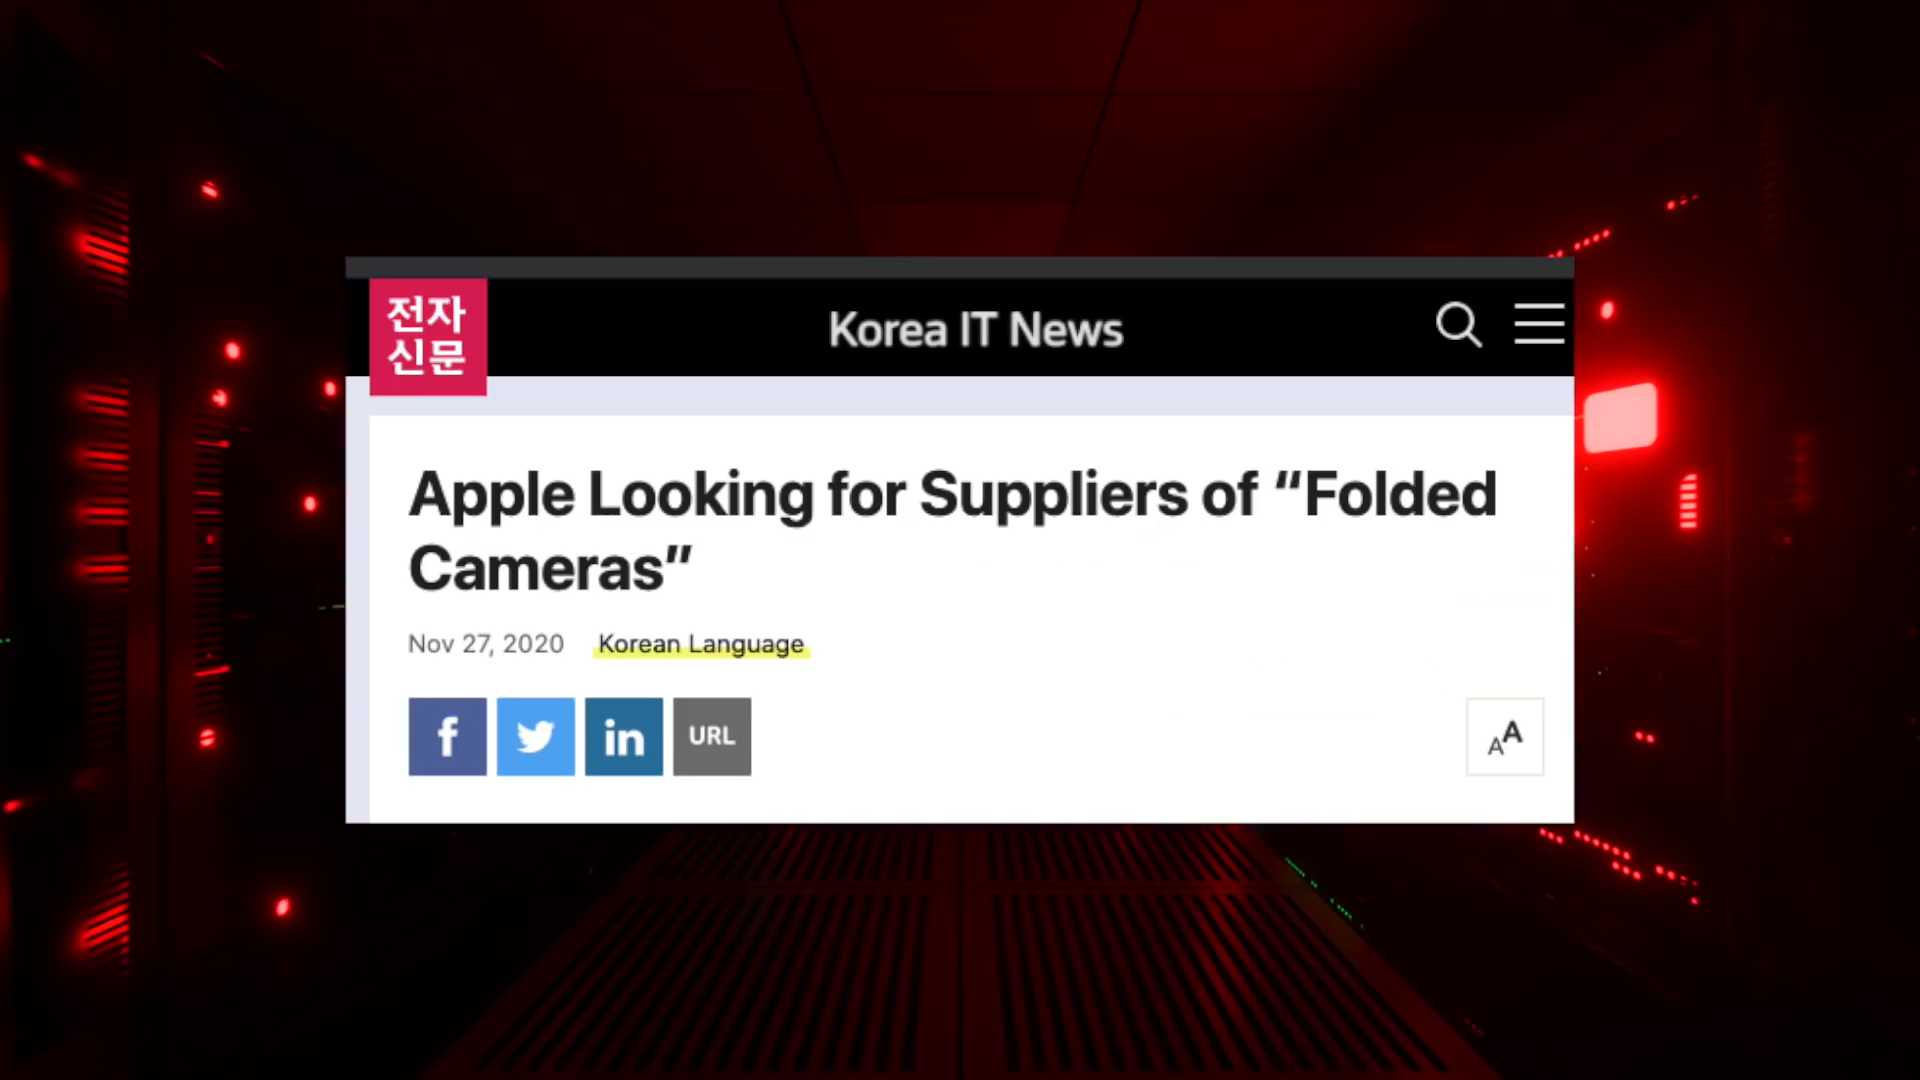 전자
신문
Korea IT News
Apple Looking for Suppliers of “Folded
Cameras”
Nov 27, 2020 Korean Language
f in URL
AA